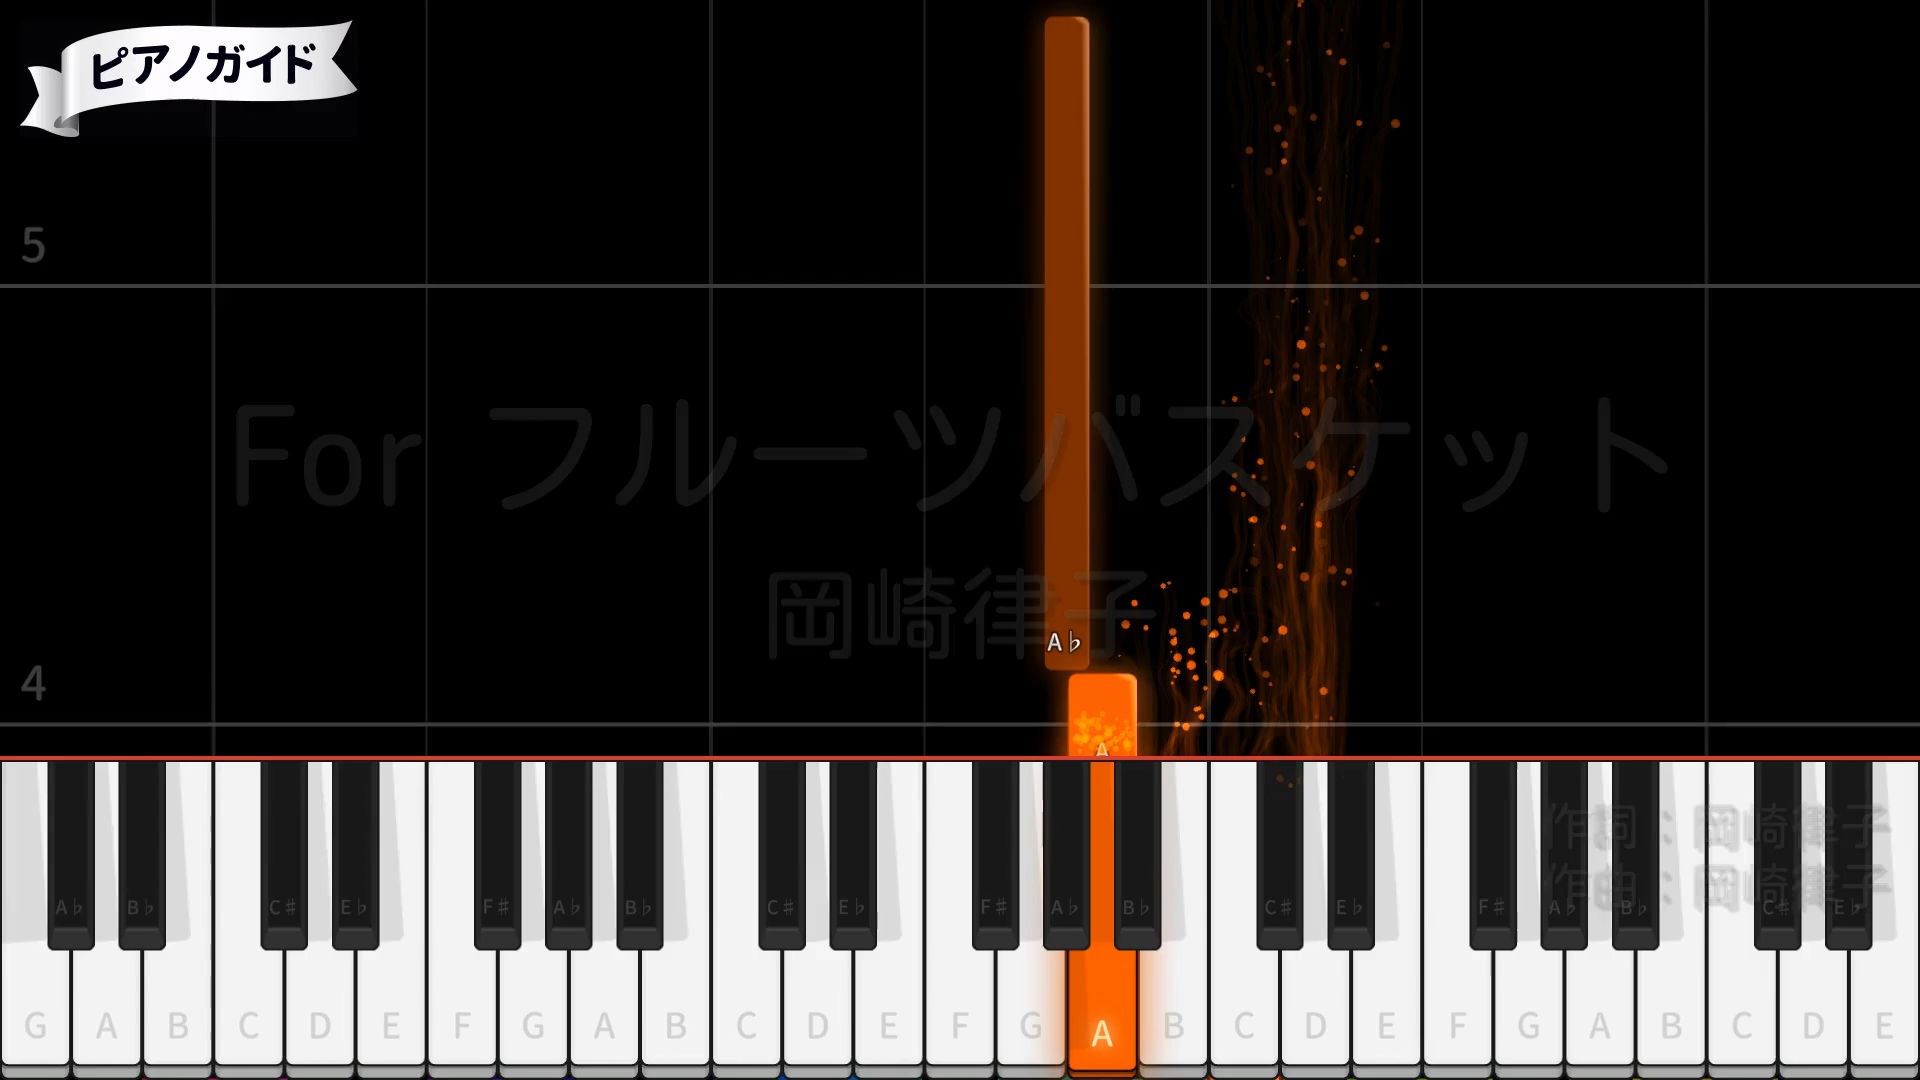 ピアノガイド
5
For フルーツバスケット
岡崎律子
A♭
4
A
作詞：岡崎律子
作曲：岡崎律子
A♭ B♭ C♯ E♭ F♯ A♭ B♭ C♯ E♭ F♯ A♭ B♭ C♯ E♭ F♯ A♭ B♭ C♯ E♭
G A B C D E F G A B C D E F G A B C D E F G A B C D E